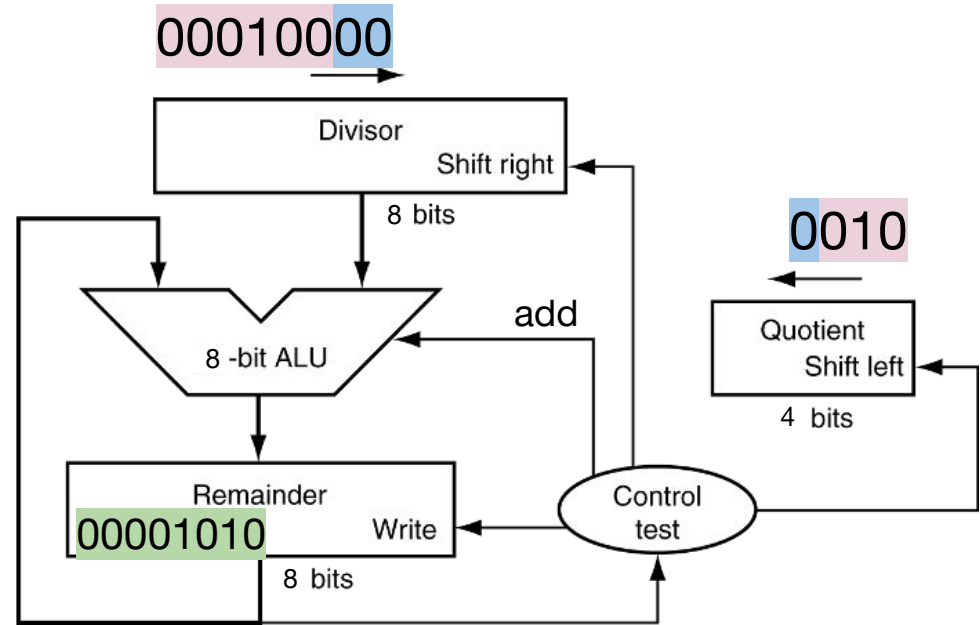 00010000
Divisor
Shift right
8 bits
0010
add
Quotient
Shift left
8 -bit ALU
4 bits
Remainder
00001010
Write
Control
test
8 bits